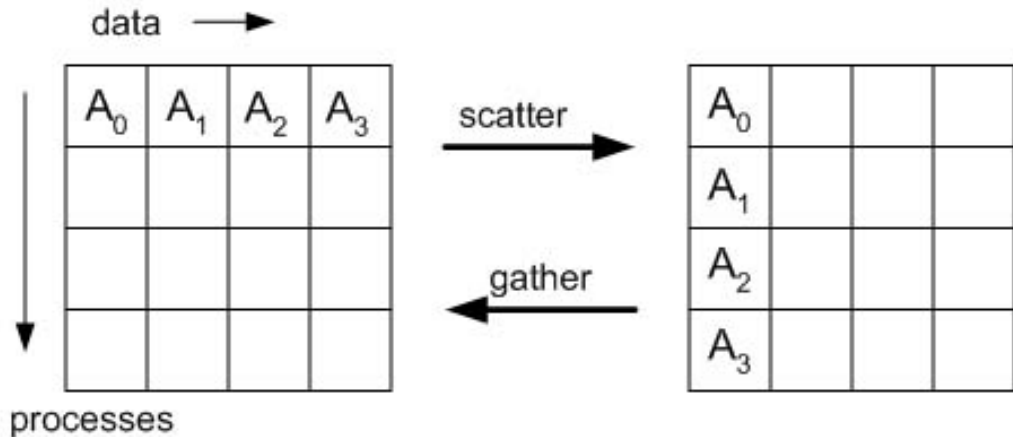 data
A₀ A₁ A₂ A₃
scatter
gather
processes
A₀
A₁
A₂
A₃